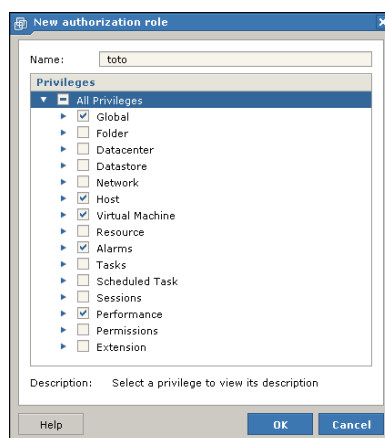 New authorization role
Name: toto
Privileges
All Privileges
Global
Folder
Datacenter
Datastore
Network
Host
Virtual Machine
Resource
Alarms
Tasks
Scheduled Task
Sessions
Performance
Permissions
Extension
Description: Select a privilege to view its description
Help OK Cancel